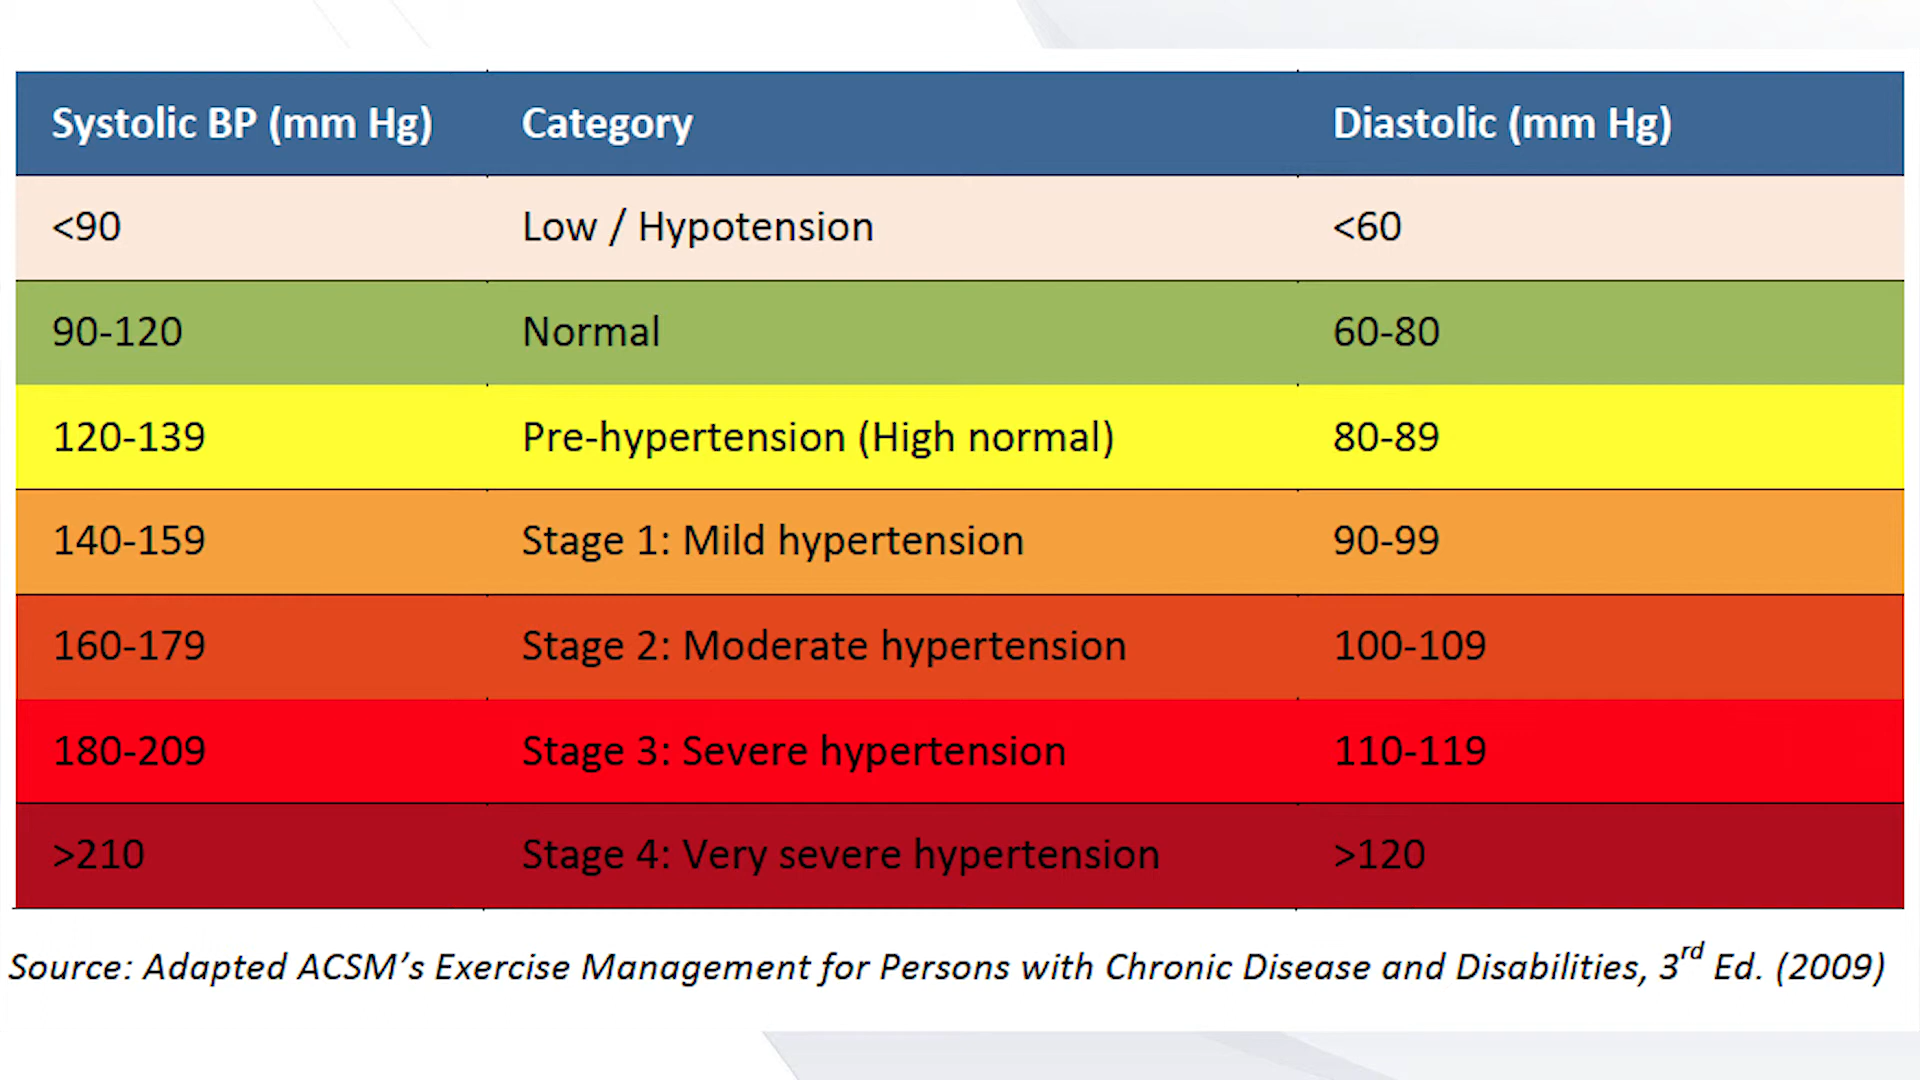 Systolic BP (mm Hg) Category Diastolic (mm Hg)
<90 Low / Hypotension <60
90-120 Normal 60-80
120-139 Pre-hypertension (High normal) 80-89
140-159 Stage 1: Mild hypertension 90-99
160-179 Stage 2: Moderate hypertension 100-109
180-209 Stage 3: Severe hypertension 110-119
>210 Stage 4: Very severe hypertension >120
Source: Adapted ACSM’s Exercise Management for Persons with Chronic Disease and Disabilities, 3rd Ed. (2009)